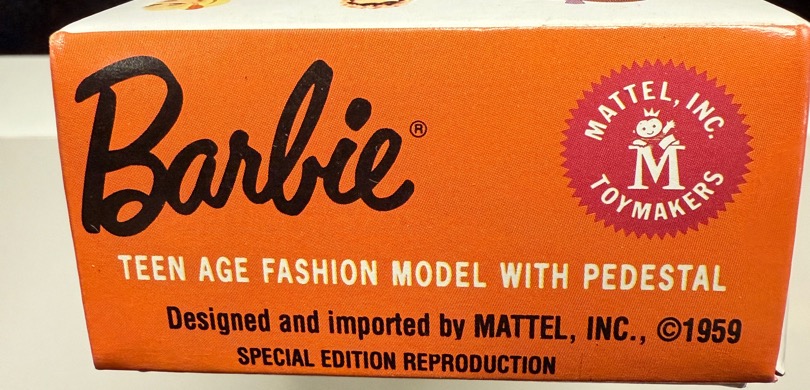 Barbie®
MATTEL, INC.
M
TOYMAKERS
TEEN AGE FASHION MODEL WITH PEDESTAL
Designed and imported by MATTEL, INC., ©1959
SPECIAL EDITION REPRODUCTION